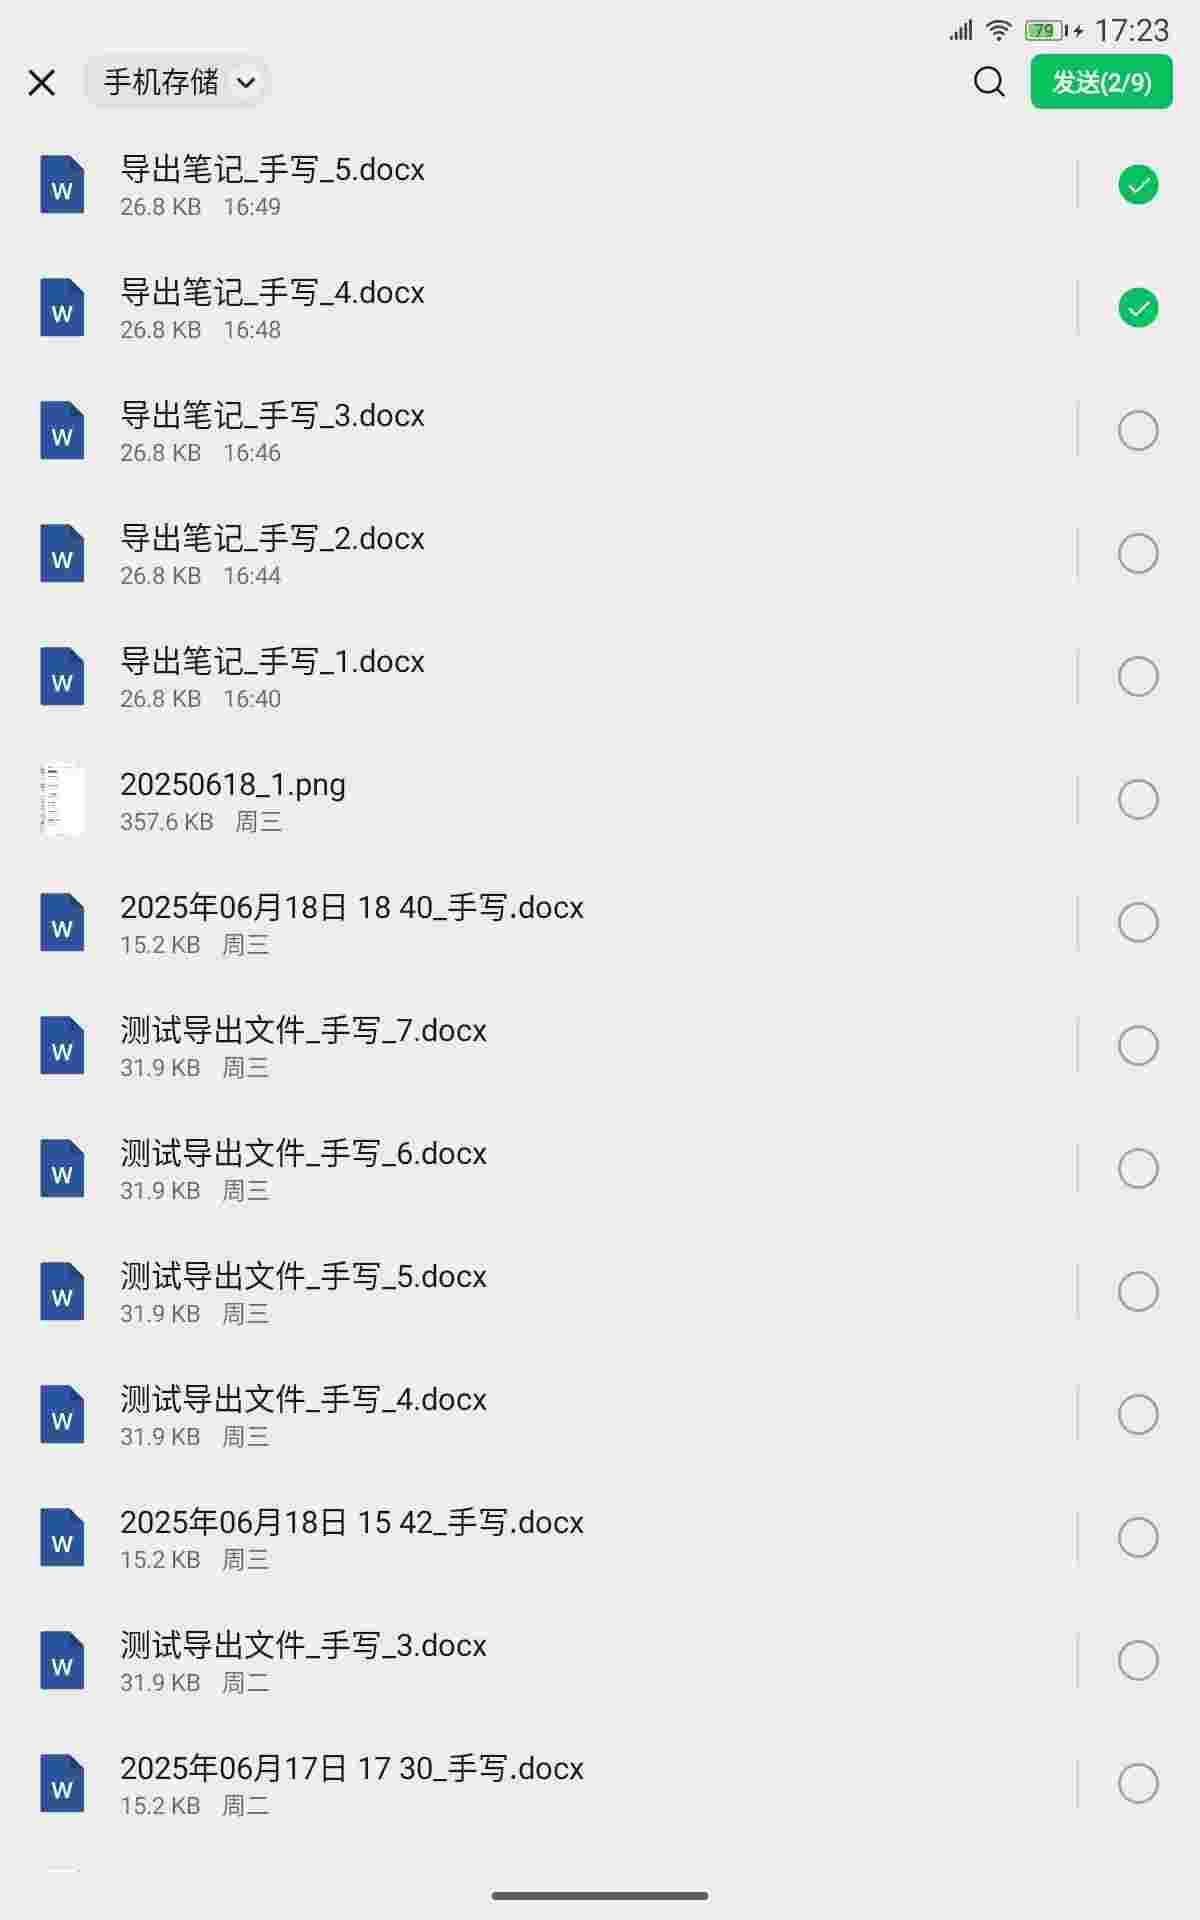 79 17:23
手机存储 发送(2/9)
W 导出笔记_手写_5.docx
26.8 KB 16:49
W 导出笔记_手写_4.docx
26.8 KB 16:48
W 导出笔记_手写_3.docx
26.8 KB 16:46
W 导出笔记_手写_2.docx
26.8 KB 16:44
W 导出笔记_手写_1.docx
26.8 KB 16:40
20250618_1.png
357.6 KB 周三
W 2025年06月18日 18 40_手写.docx
15.2 KB 周三
W 测试导出文件_手写_7.docx
31.9 KB 周三
W 测试导出文件_手写_6.docx
31.9 KB 周三
W 测试导出文件_手写_5.docx
31.9 KB 周三
W 测试导出文件_手写_4.docx
31.9 KB 周三
W 2025年06月18日 15 42_手写.docx
15.2 KB 周三
W 测试导出文件_手写_3.docx
31.9 KB 周二
W 2025年06月17日 17 30_手写.docx
15.2 KB 周二